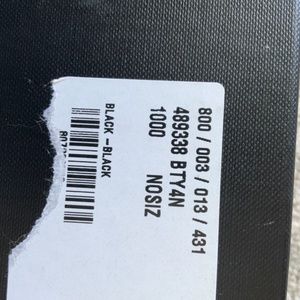 800 / 003 / 013 / 431
489338 BTY4N
1000 NOSIZ
BLACK -BLACK